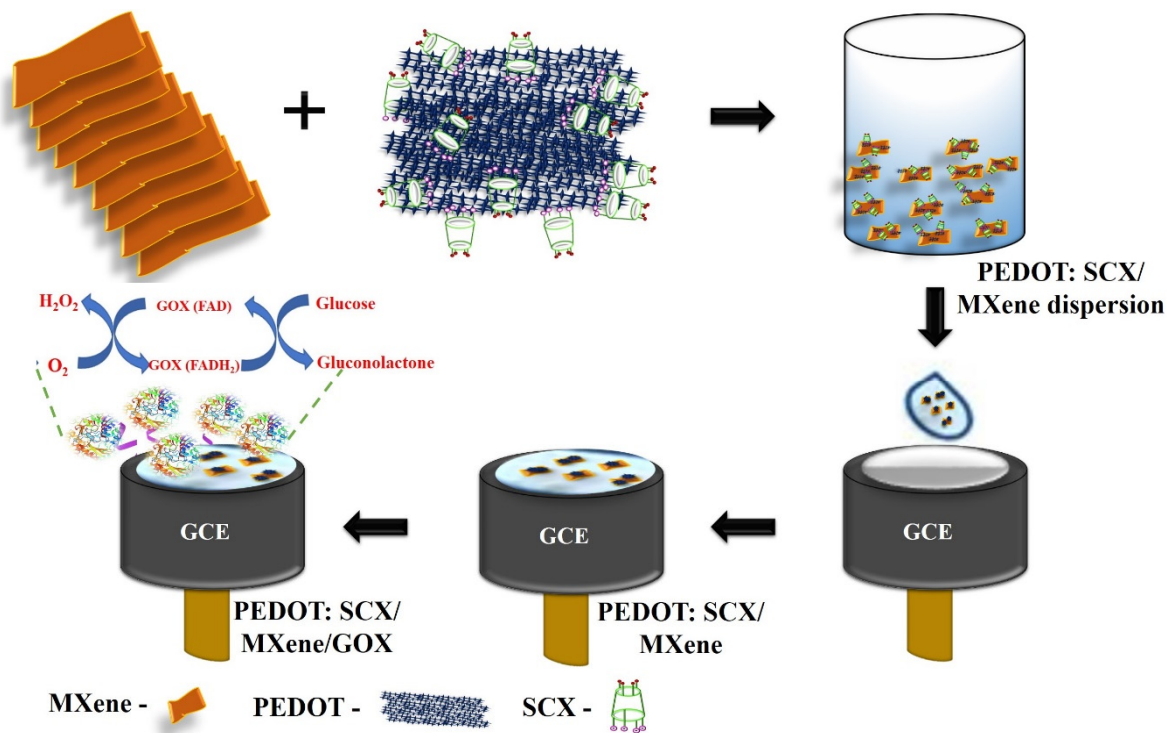 +
PEDOT: SCX/
MXene dispersion
H₂O₂
GOX (FAD)
Glucose
O₂
GOX (FADH₂)
Gluconolactone
GCE
GCE
GCE
PEDOT: SCX/
MXene/GOX
PEDOT: SCX/
MXene
MXene -
PEDOT -
SCX -